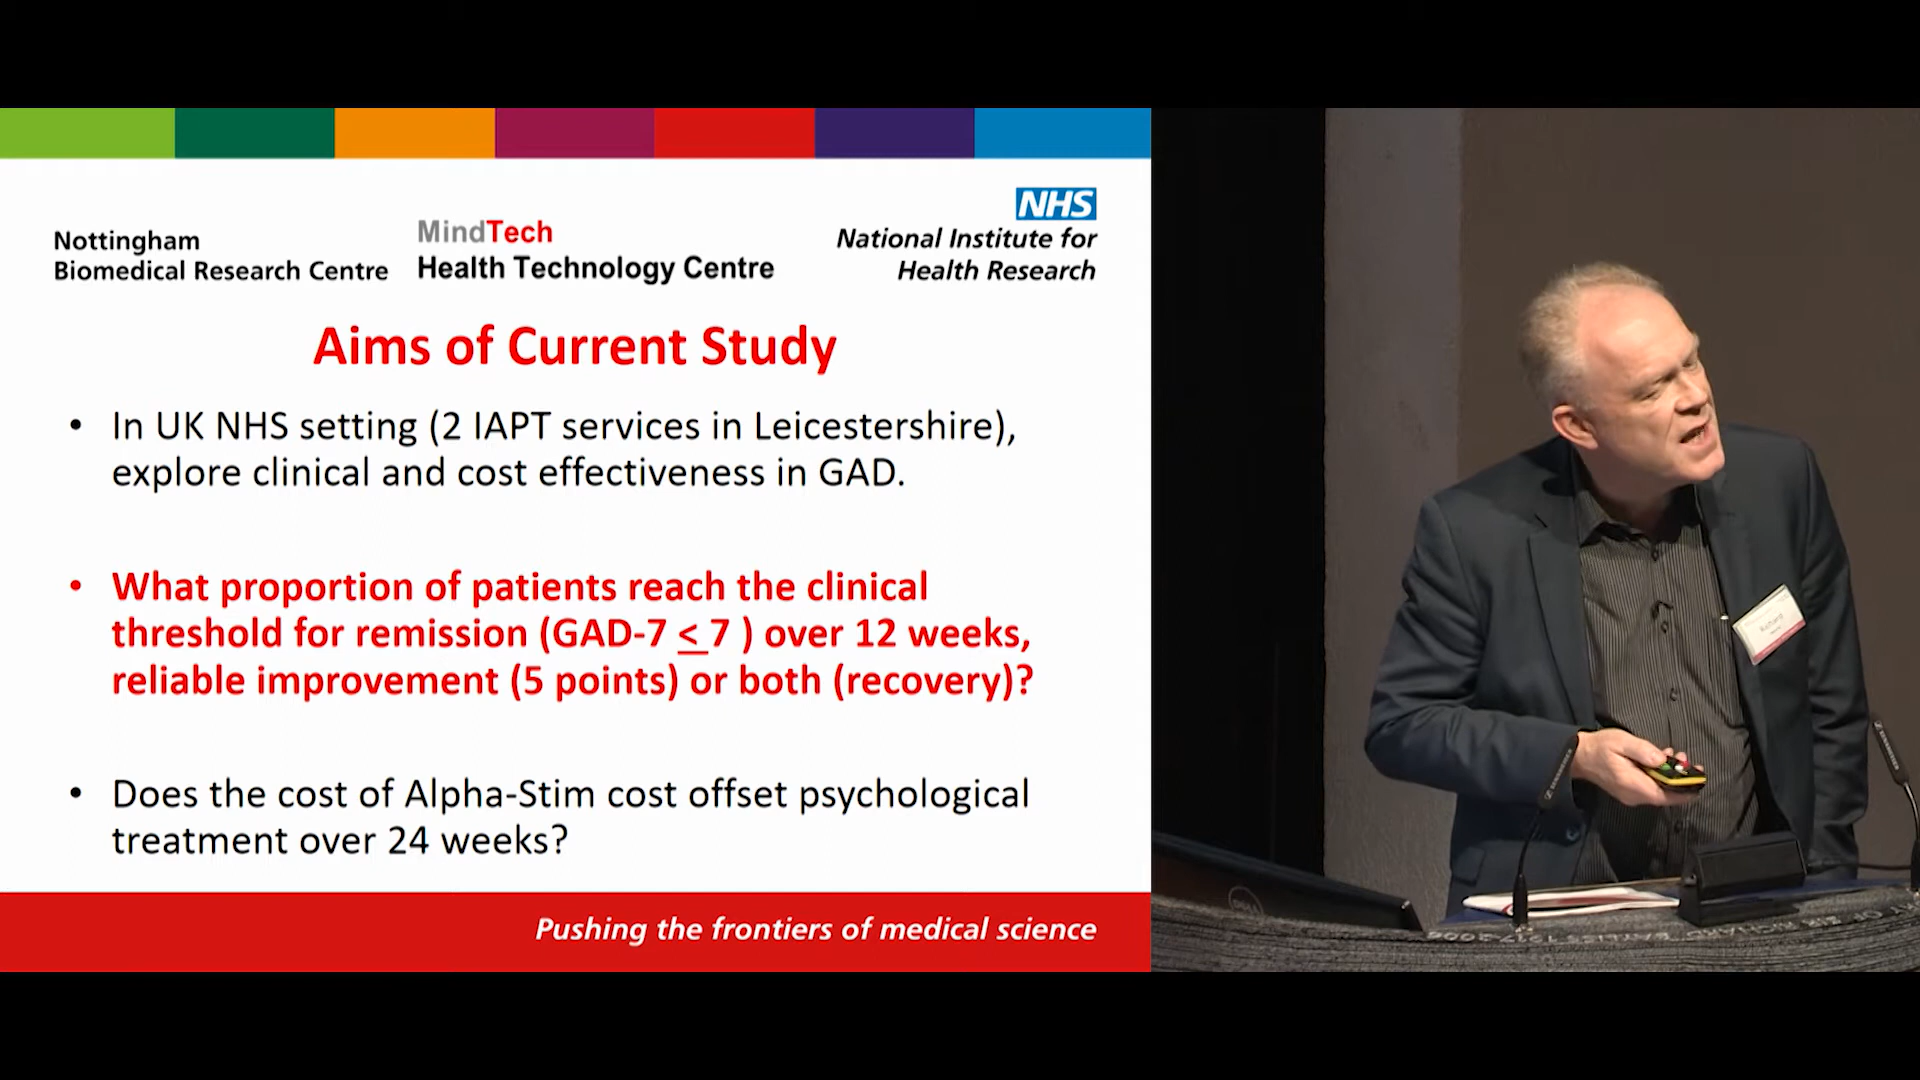 Nottingham
Biomedical Research Centre
MindTech
Health Technology Centre
NHS
National Institute for
Health Research
Aims of Current Study
• In UK NHS setting (2 IAPT services in Leicestershire),
explore clinical and cost effectiveness in GAD.
• What proportion of patients reach the clinical
threshold for remission (GAD-7 < 7 ) over 12 weeks,
reliable improvement (5 points) or both (recovery)?
• Does the cost of Alpha-Stim cost offset psychological
treatment over 24 weeks?
Pushing the frontiers of medical science
Richard
DELL